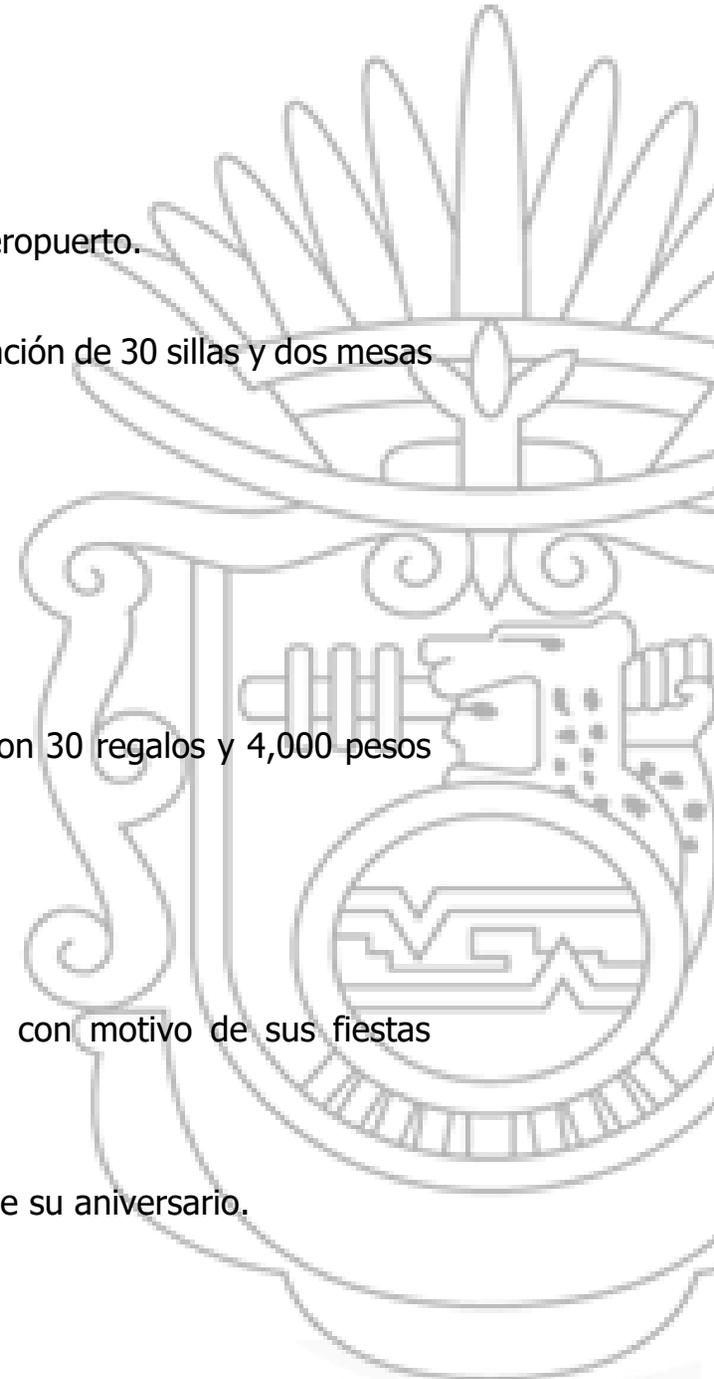 eropuerto.
ación de 30 sillas y dos mesas
on 30 regalos y 4,000 pesos
con motivo de sus fiestas
e su aniversario.